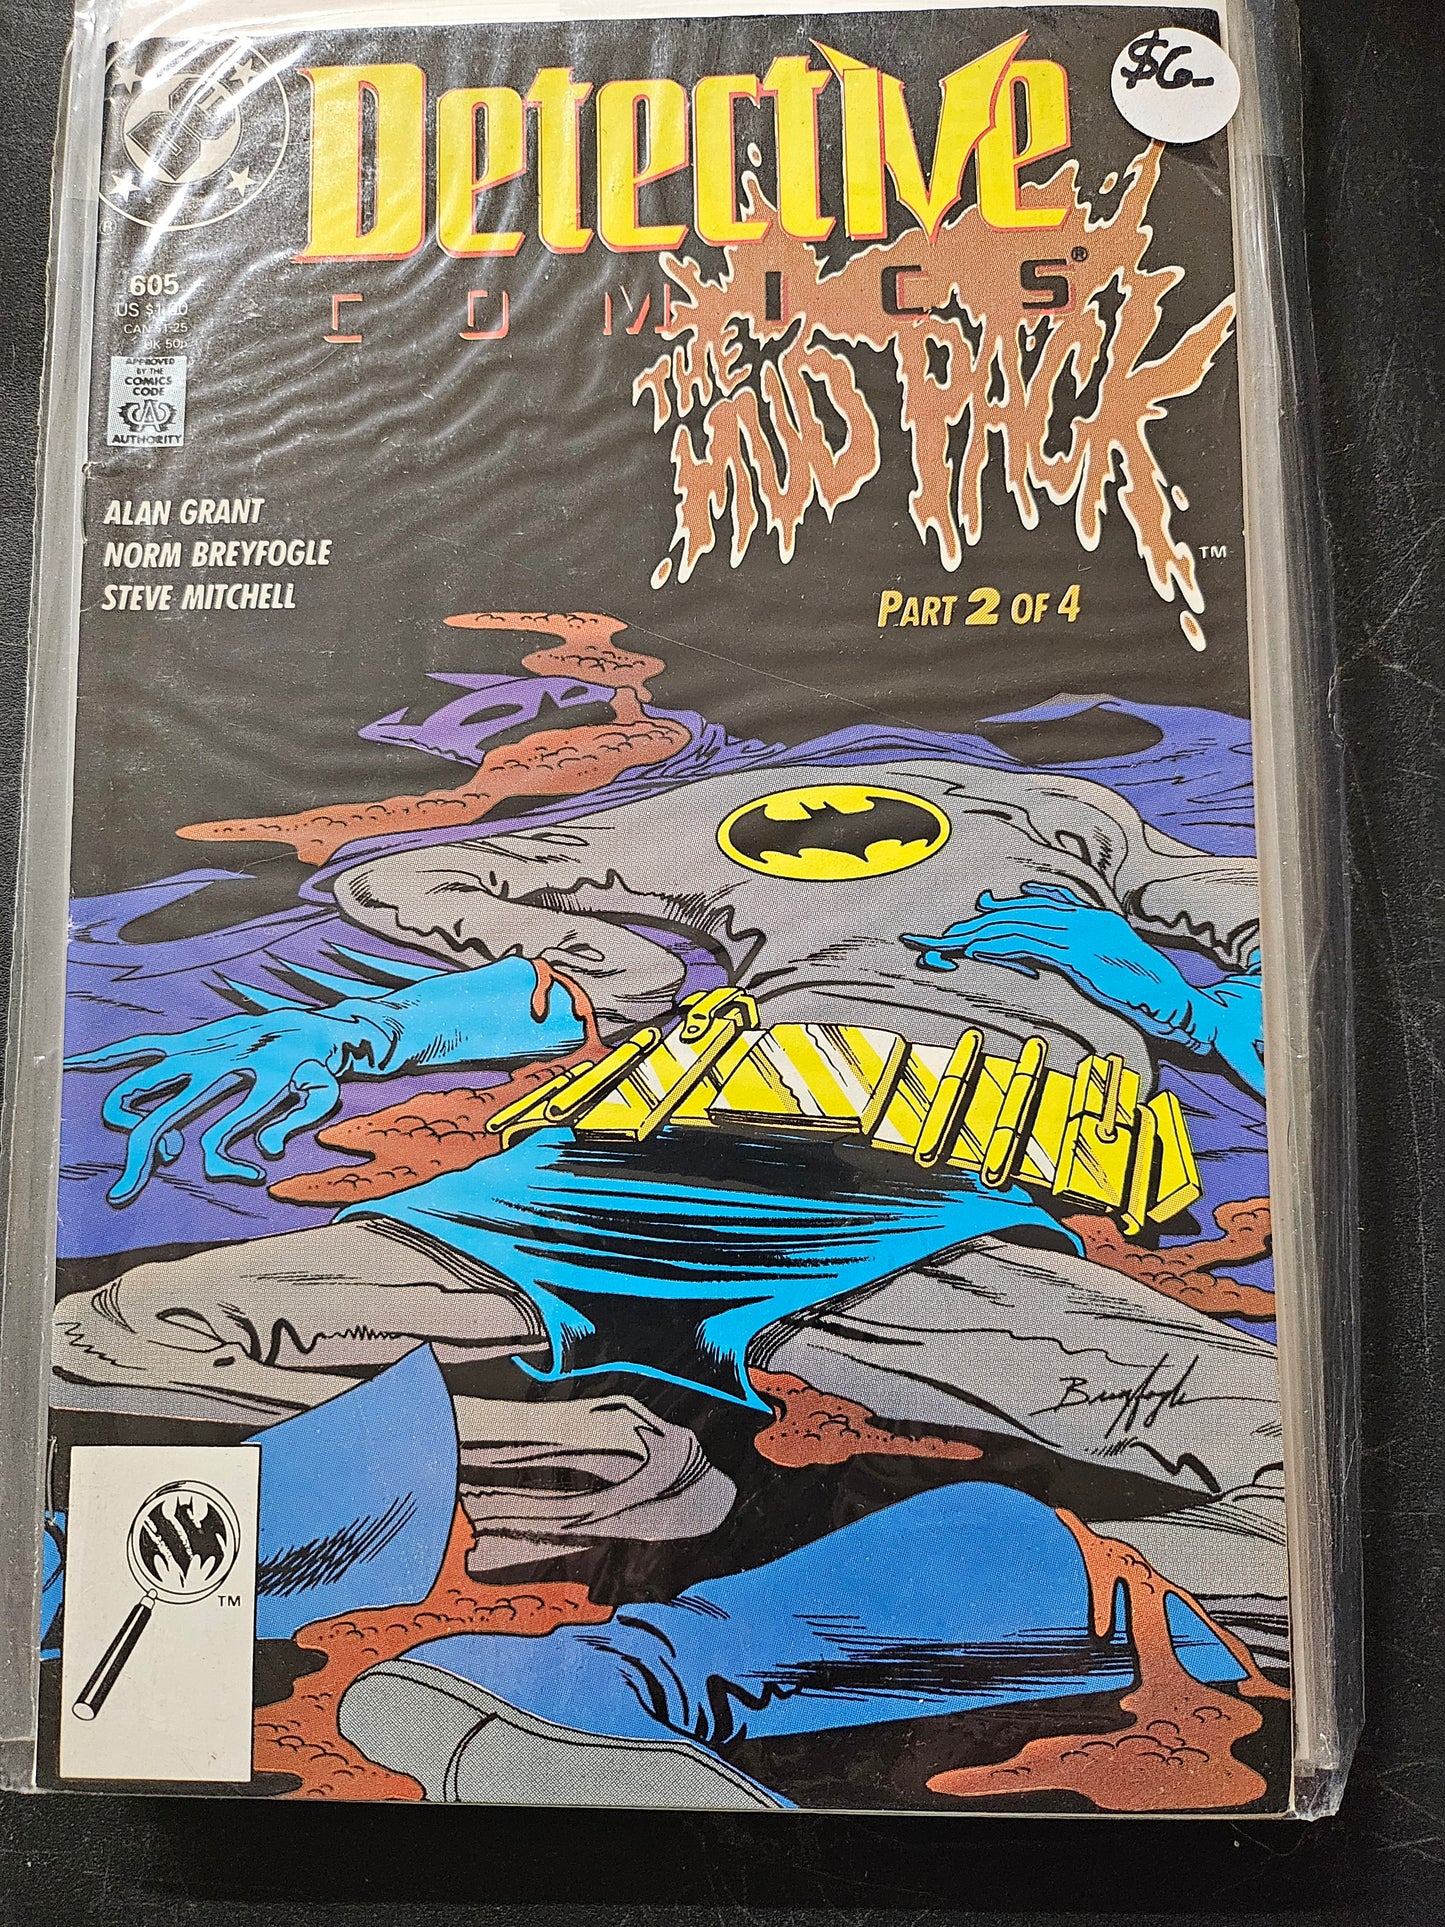 DC
$6-
Detective
COMICS®
®
605
US $1.00
CAN $1.25
UK 50p
APPROVED
BY THE
COMICS
CODE
AUTHORITY
THE
MUD PACK
TM
ALAN GRANT
NORM BREYFOGLE
STEVE MITCHELL
PART 2 OF 4
Breyfogle
TM